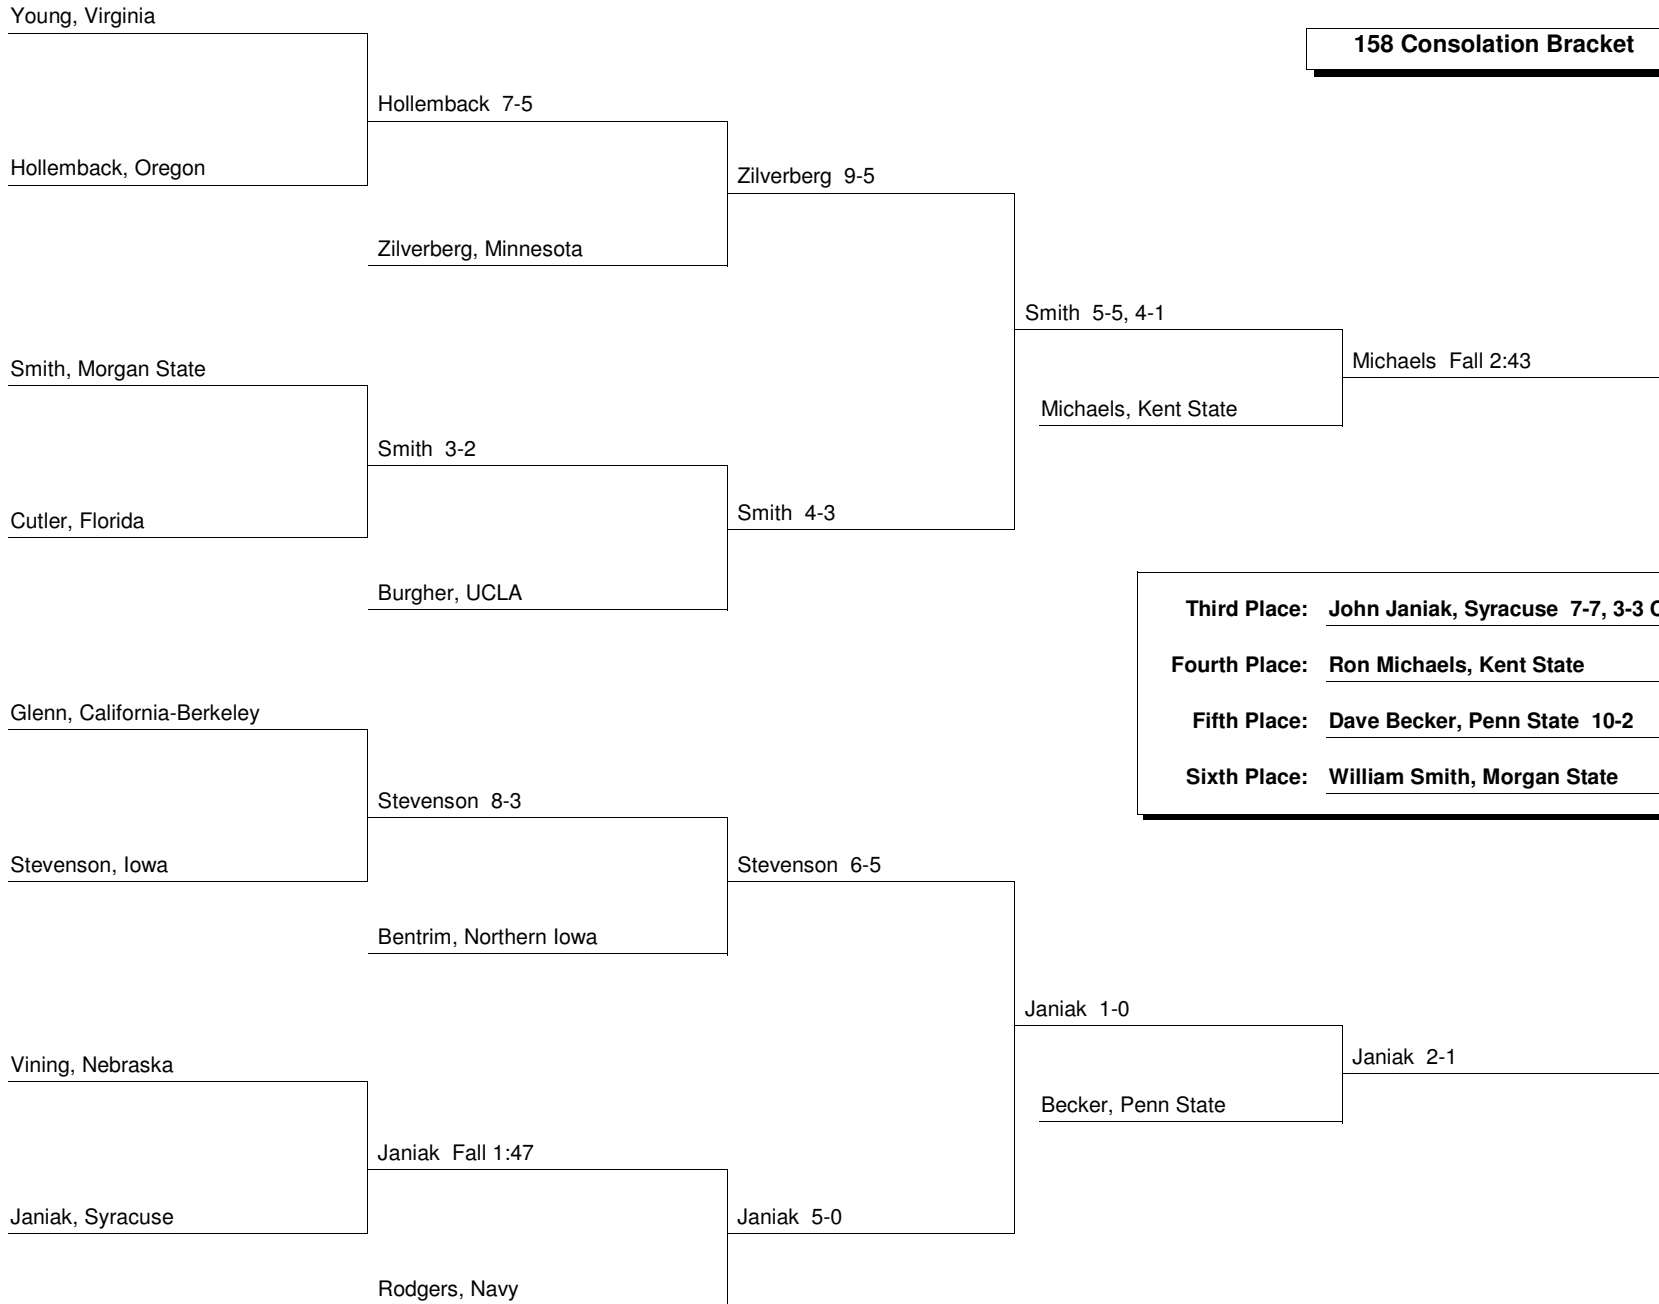 Young, Virginia
158 Consolation Bracket
Hollemback 7-5
Hollemback, Oregon
Zilverberg 9-5
Zilverberg, Minnesota
Smith 5-5, 4-1
Smith, Morgan State
Michaels Fall 2:43
Michaels, Kent State
Smith 3-2
Cutler, Florida
Smith 4-3
Burgher, UCLA
Third Place: John Janiak, Syracuse 7-7, 3-3
Fourth Place: Ron Michaels, Kent State
Fifth Place: Dave Becker, Penn State 10-2
Sixth Place: William Smith, Morgan State
Glenn, California-Berkeley
Stevenson 8-3
Stevenson, Iowa
Stevenson 6-5
Bentrim, Northern Iowa
Janiak 1-0
Vining, Nebraska
Janiak 2-1
Becker, Penn State
Janiak Fall 1:47
Janiak, Syracuse
Janiak 5-0
Rodgers, Navy